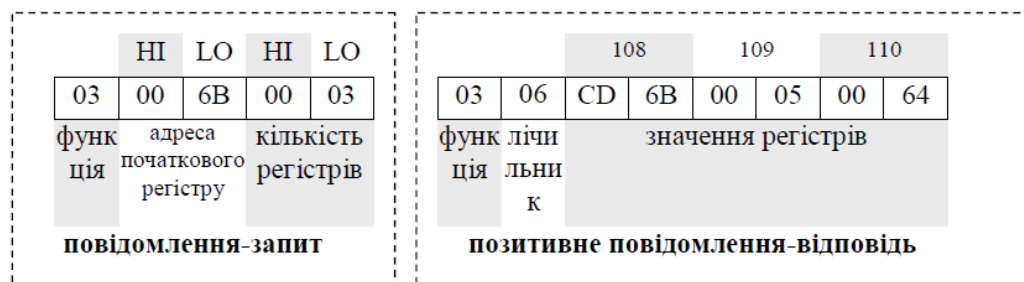 HI LO HI LO
03 00 6B 00 03
функ
ція
адреса
початкового
регістру
кількість
регістрів
повідомлення-запит
108 109 110
03 06 CD 6B 00 05 00 64
функ
ція
лічи
льни
к
значення регістрів
позитивне повідомлення-відповідь